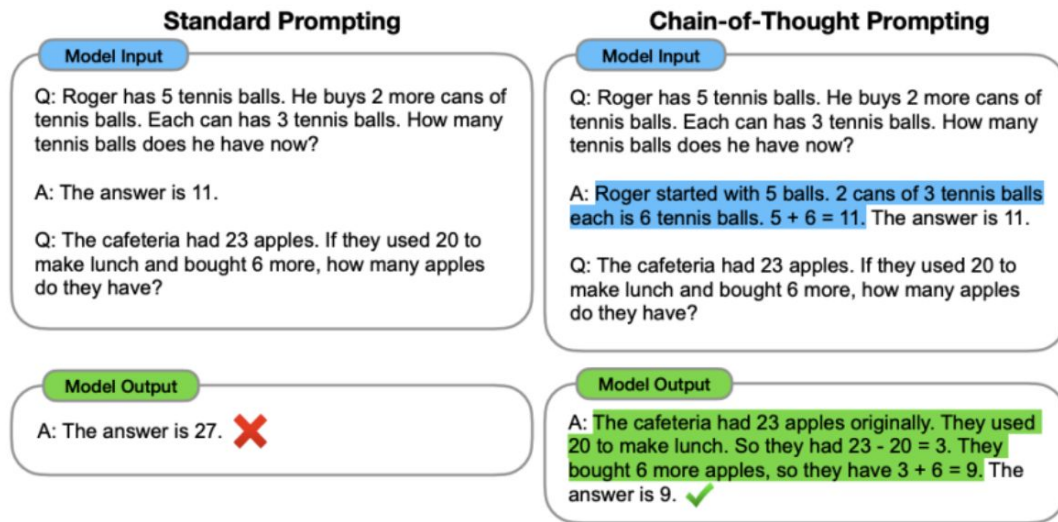 Standard Prompting
Model Input
Q: Roger has 5 tennis balls. He buys 2 more cans of
tennis balls. Each can has 3 tennis balls. How many
tennis balls does he have now?
A: The answer is 11.
Q: The cafeteria had 23 apples. If they used 20 to
make lunch and bought 6 more, how many apples
do they have?
Model Output
A: The answer is 27.
Chain-of-Thought Prompting
Model Input
Q: Roger has 5 tennis balls. He buys 2 more cans of
tennis balls. Each can has 3 tennis balls. How many
tennis balls does he have now?
A: Roger started with 5 balls. 2 cans of 3 tennis balls
each is 6 tennis balls. 5 + 6 = 11. The answer is 11.
Q: The cafeteria had 23 apples. If they used 20 to
make lunch and bought 6 more, how many apples
do they have?
Model Output
A: The cafeteria had 23 apples originally. They used
20 to make lunch. So they had 23 - 20 = 3. They
bought 6 more apples, so they have 3 + 6 = 9. The
answer is 9.